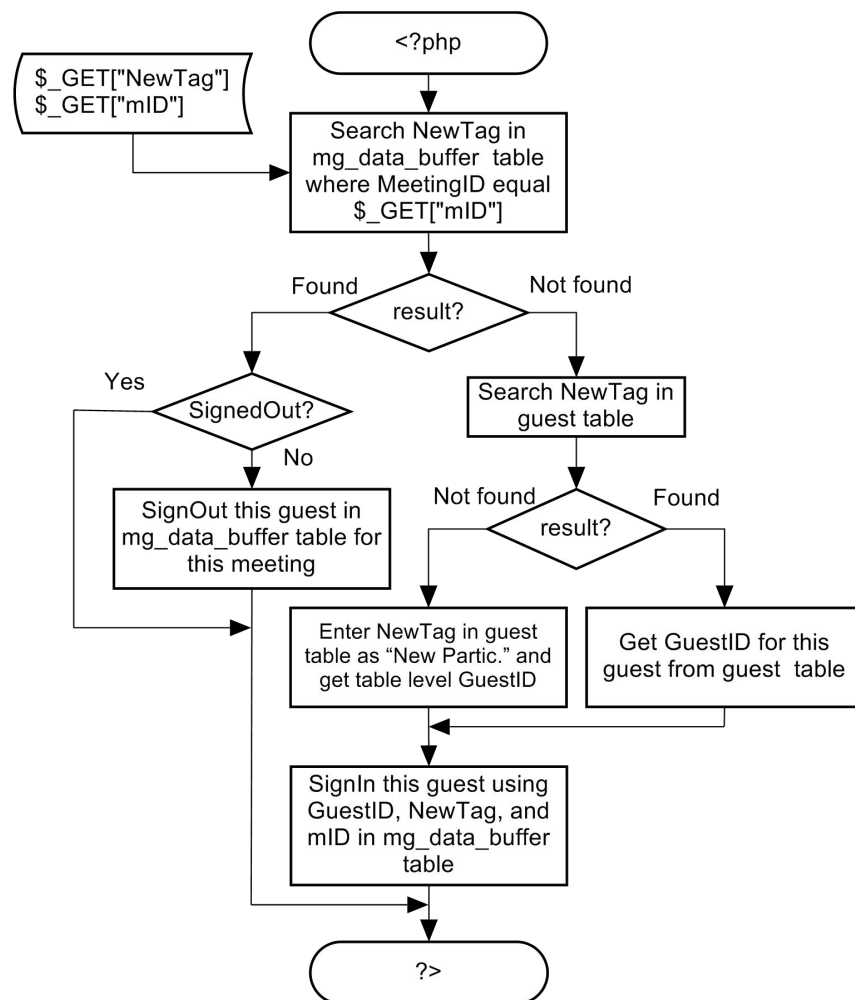 <?php
$_GET["NewTag"]
$_GET["mID"]
Search NewTag in
mg_data_buffer  table
where MeetingID equal
$_GET["mID"]
Found
result?
Not found
Yes
SignedOut?
No
Search NewTag in
guest table
SignOut this guest in
mg_data_buffer table for
this meeting
Not found
result?
Found
Enter NewTag in guest
table as “New Partic.” and
get table level GuestID
Get GuestID for this
guest from guest  table
SignIn this guest using
GuestID, NewTag, and
mID in mg_data_buffer
table
?>